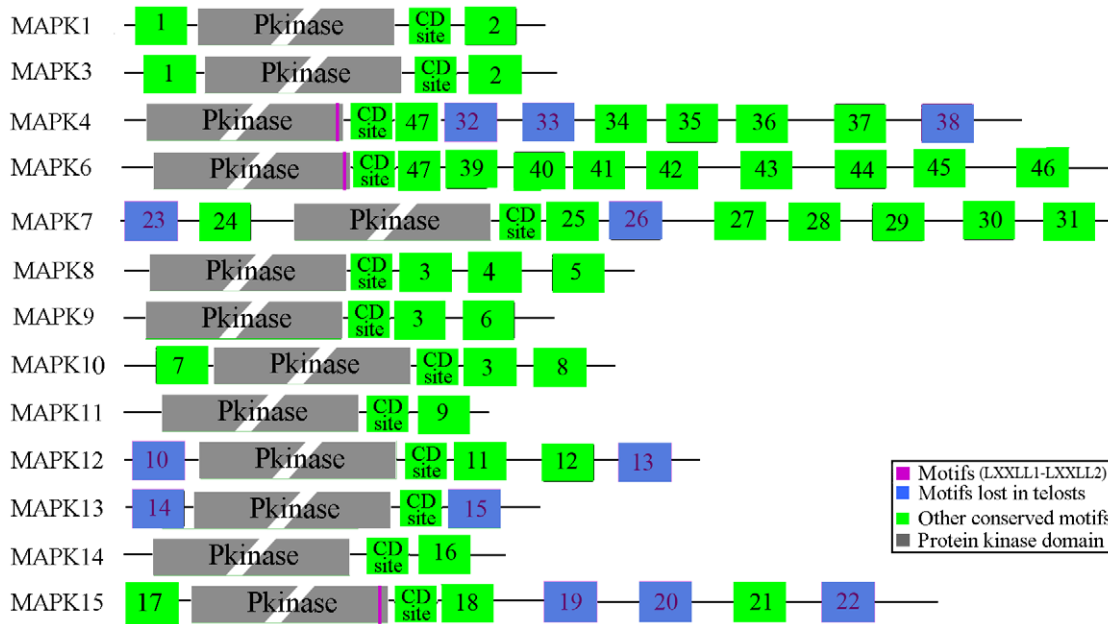 MAPK1 1 Pkinase CD site 2
MAPK3 1 Pkinase CD site 2
MAPK4 Pkinase CD site 47 32 33 34 35 36 37 38
MAPK6 Pkinase CD site 47 39 40 41 42 43 44 45 46
MAPK7 23 24 Pkinase CD site 25 26 27 28 29 30 31
MAPK8 Pkinase CD site 3 4 5
MAPK9 Pkinase CD site 3 6
MAPK10 7 Pkinase CD site 3 8
MAPK11 Pkinase CD site 9
MAPK12 10 Pkinase CD site 11 12 13
MAPK13 14 Pkinase CD site 15
MAPK14 Pkinase CD site 16
MAPK15 17 Pkinase CD site 18 19 20 21 22
Motifs (LXXLL1-LXXLL2)
Motifs lost in telosts
Other conserved motifs
Protein kinase domain